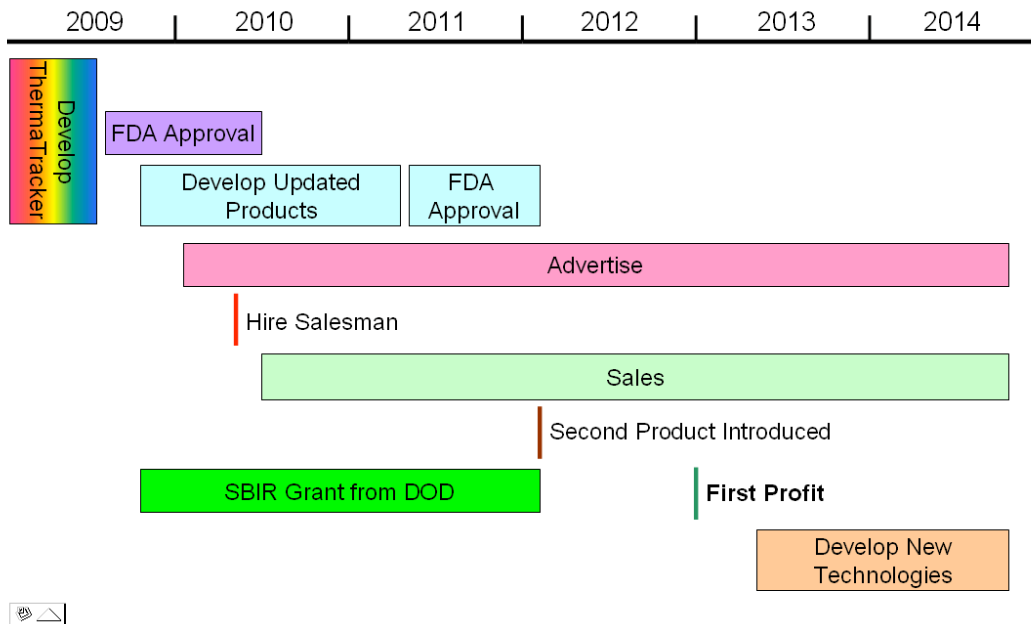 2009
2010
2011
2012
2013
2014
Develop
ThermaTracker
FDA Approval
Develop Updated
Products
FDA
Approval
Advertise
Hire Salesman
Sales
Second Product Introduced
SBIR Grant from DOD
First Profit
Develop New
Technologies